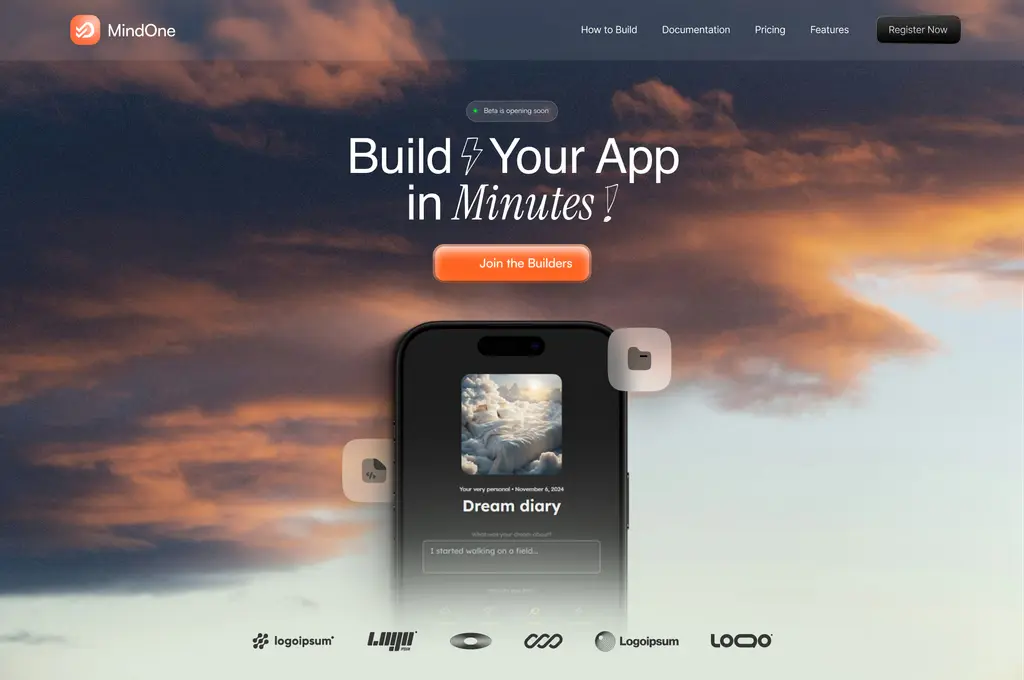 MindOne
How to Build
Documentation
Pricing
Features
Register Now
Beta is opening soon
Build Your App
in Minutes!
Join the Builders
Your very personal • November 6, 2024
Dream diary
What was your dream about?
I started walking on a field...
logoipsum
LOGO
IPSUM
Logoipsum
LOQO